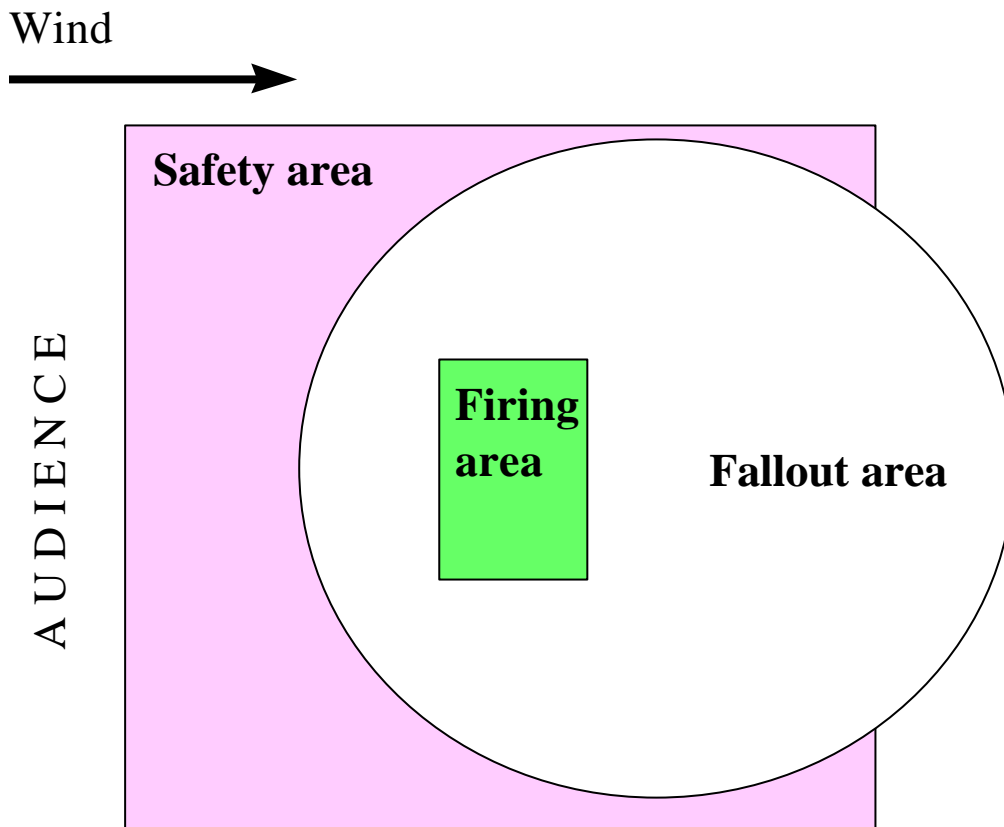 Wind
Safety area
AUDIENCE
Firing
area
Fallout area